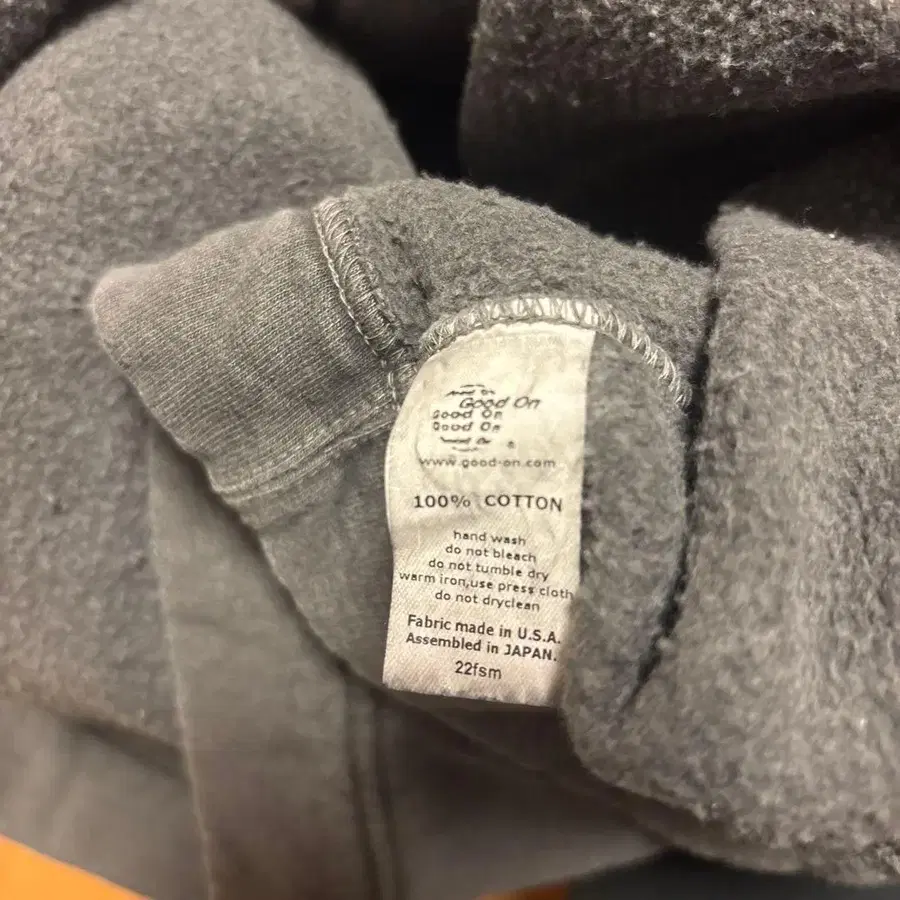 Good On
Good On
Good On
www.good-on.com
100% COTTON
hand wash
do not bleach
do not tumble dry
warm iron,use press cloth
do not dryclean
Fabric made in U.S.A.
Assembled in JAPAN.
22fsm